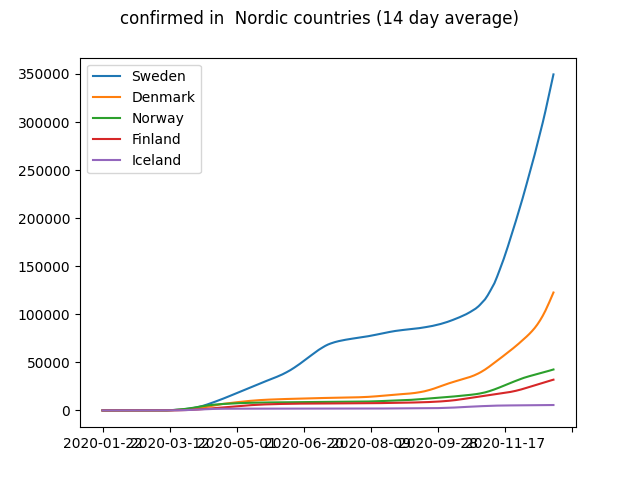 confirmed in  Nordic countries (14 day average)
Sweden
Denmark
Norway
Finland
Iceland
350000
300000
250000
200000
150000
100000
50000
0
2020-01-22 2020-03-12 2020-05-01 2020-06-20 2020-08-09 2020-09-28 2020-11-17